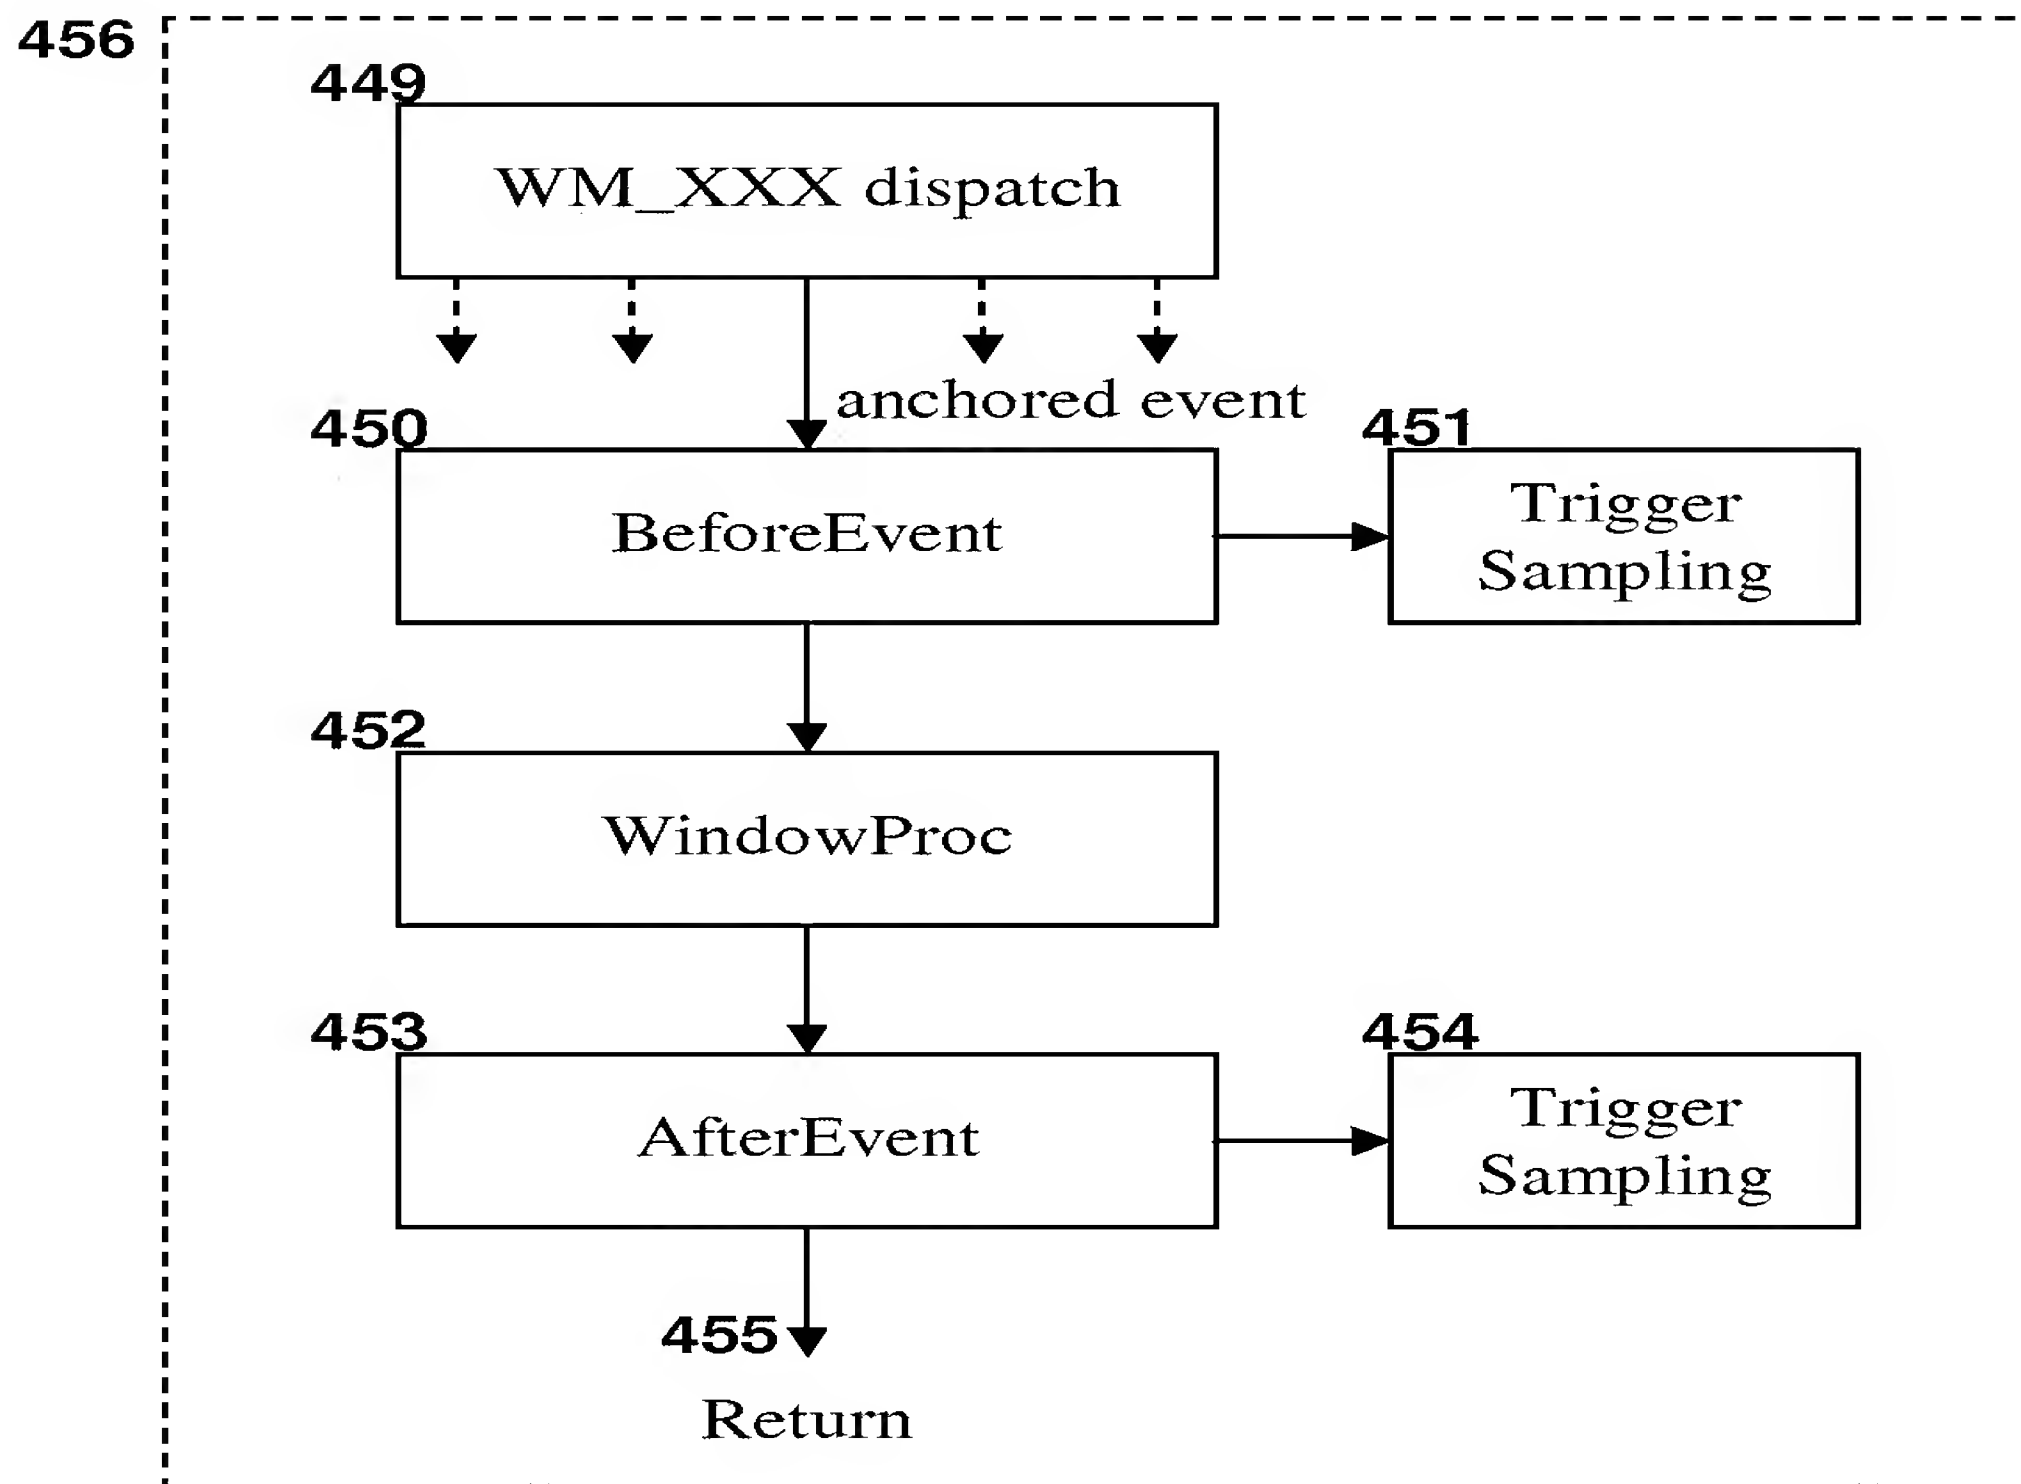 456
449
WM_XXX dispatch
anchored event
450
451
BeforeEvent
Trigger
Sampling
452
WindowProc
453
454
AfterEvent
Trigger
Sampling
455
Return